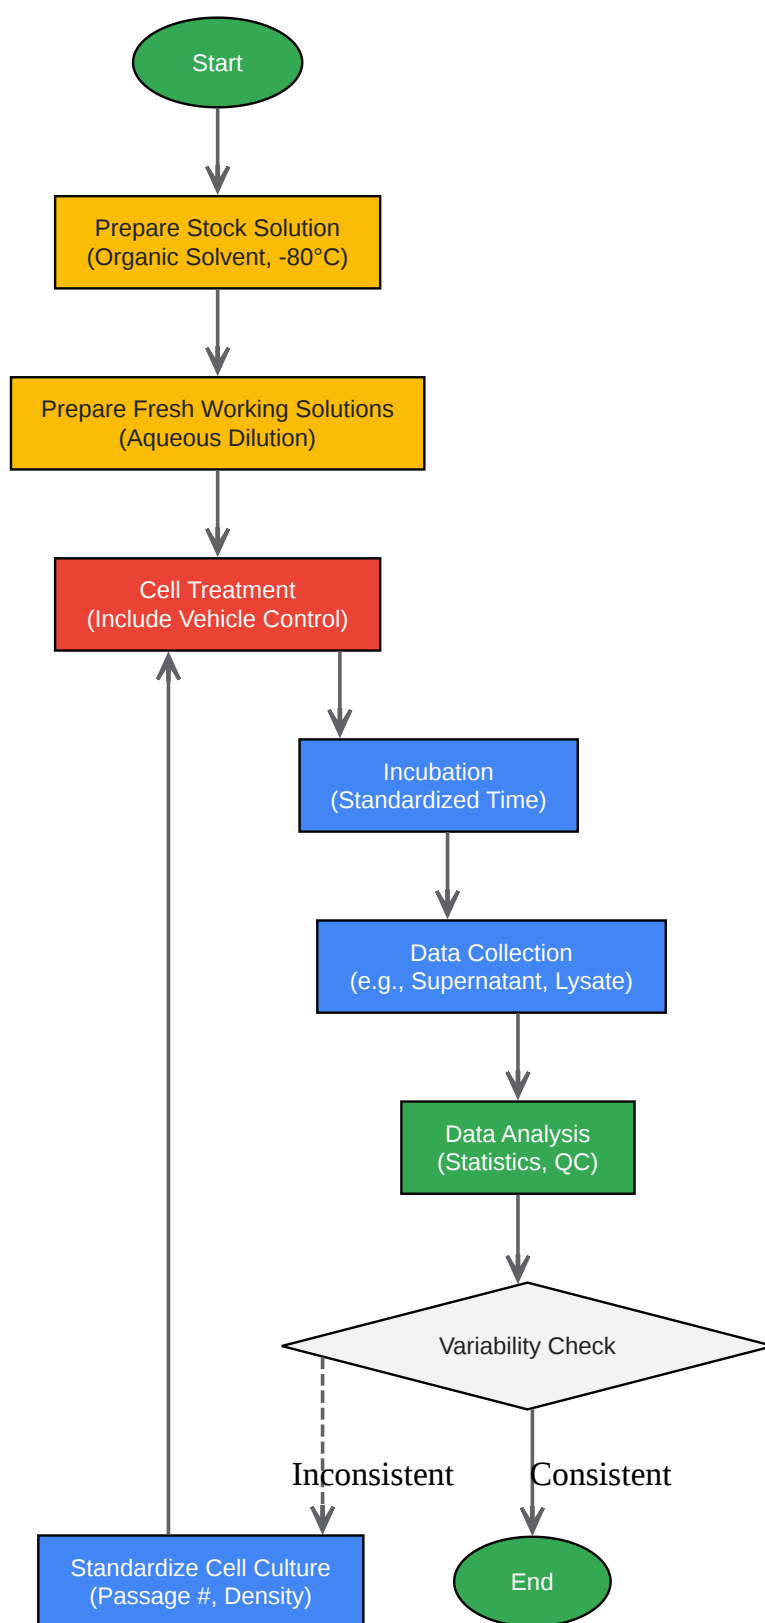 Start
Prepare Stock Solution
(Organic Solvent, -80°C)
Prepare Fresh Working Solutions
(Aqueous Dilution)
Cell Treatment
(Include Vehicle Control)
Incubation
(Standardized Time)
Data Collection
(e.g., Supernatant, Lysate)
Data Analysis
(Statistics, QC)
Variability Check
Inconsistent
Consistent
Standardize Cell Culture
(Passage #, Density)
End